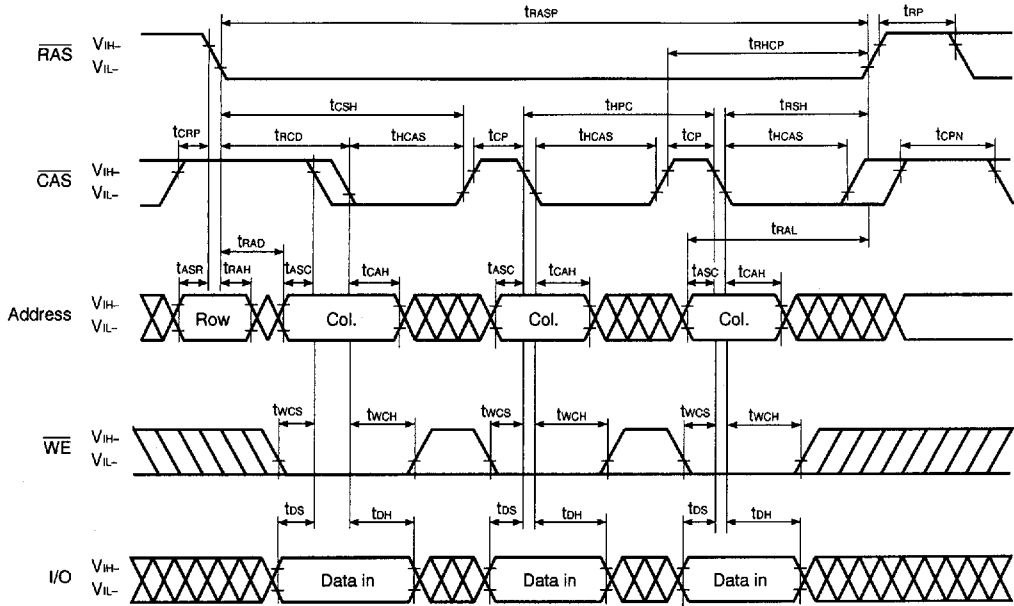 tRASP tRP
RAS VIH– VIL–
tRHCP
tCSH tHPC tRSH
tCRP tRCD tHCAS tCP tHCAS tCP tHCAS tCPN
CAS VIH– VIL–
tRAD tRAL
tASR tRAH tASC tCAH tASC tCAH tASC tCAH
Address VIH– VIL– Row Col. Col. Col.
tWCS tWCH tWCS tWCH tWCS tWCH
WE VIH– VIL–
tDS tDH tDS tDH tDS tDH
I/O VIH– VIL– Data in Data in Data in